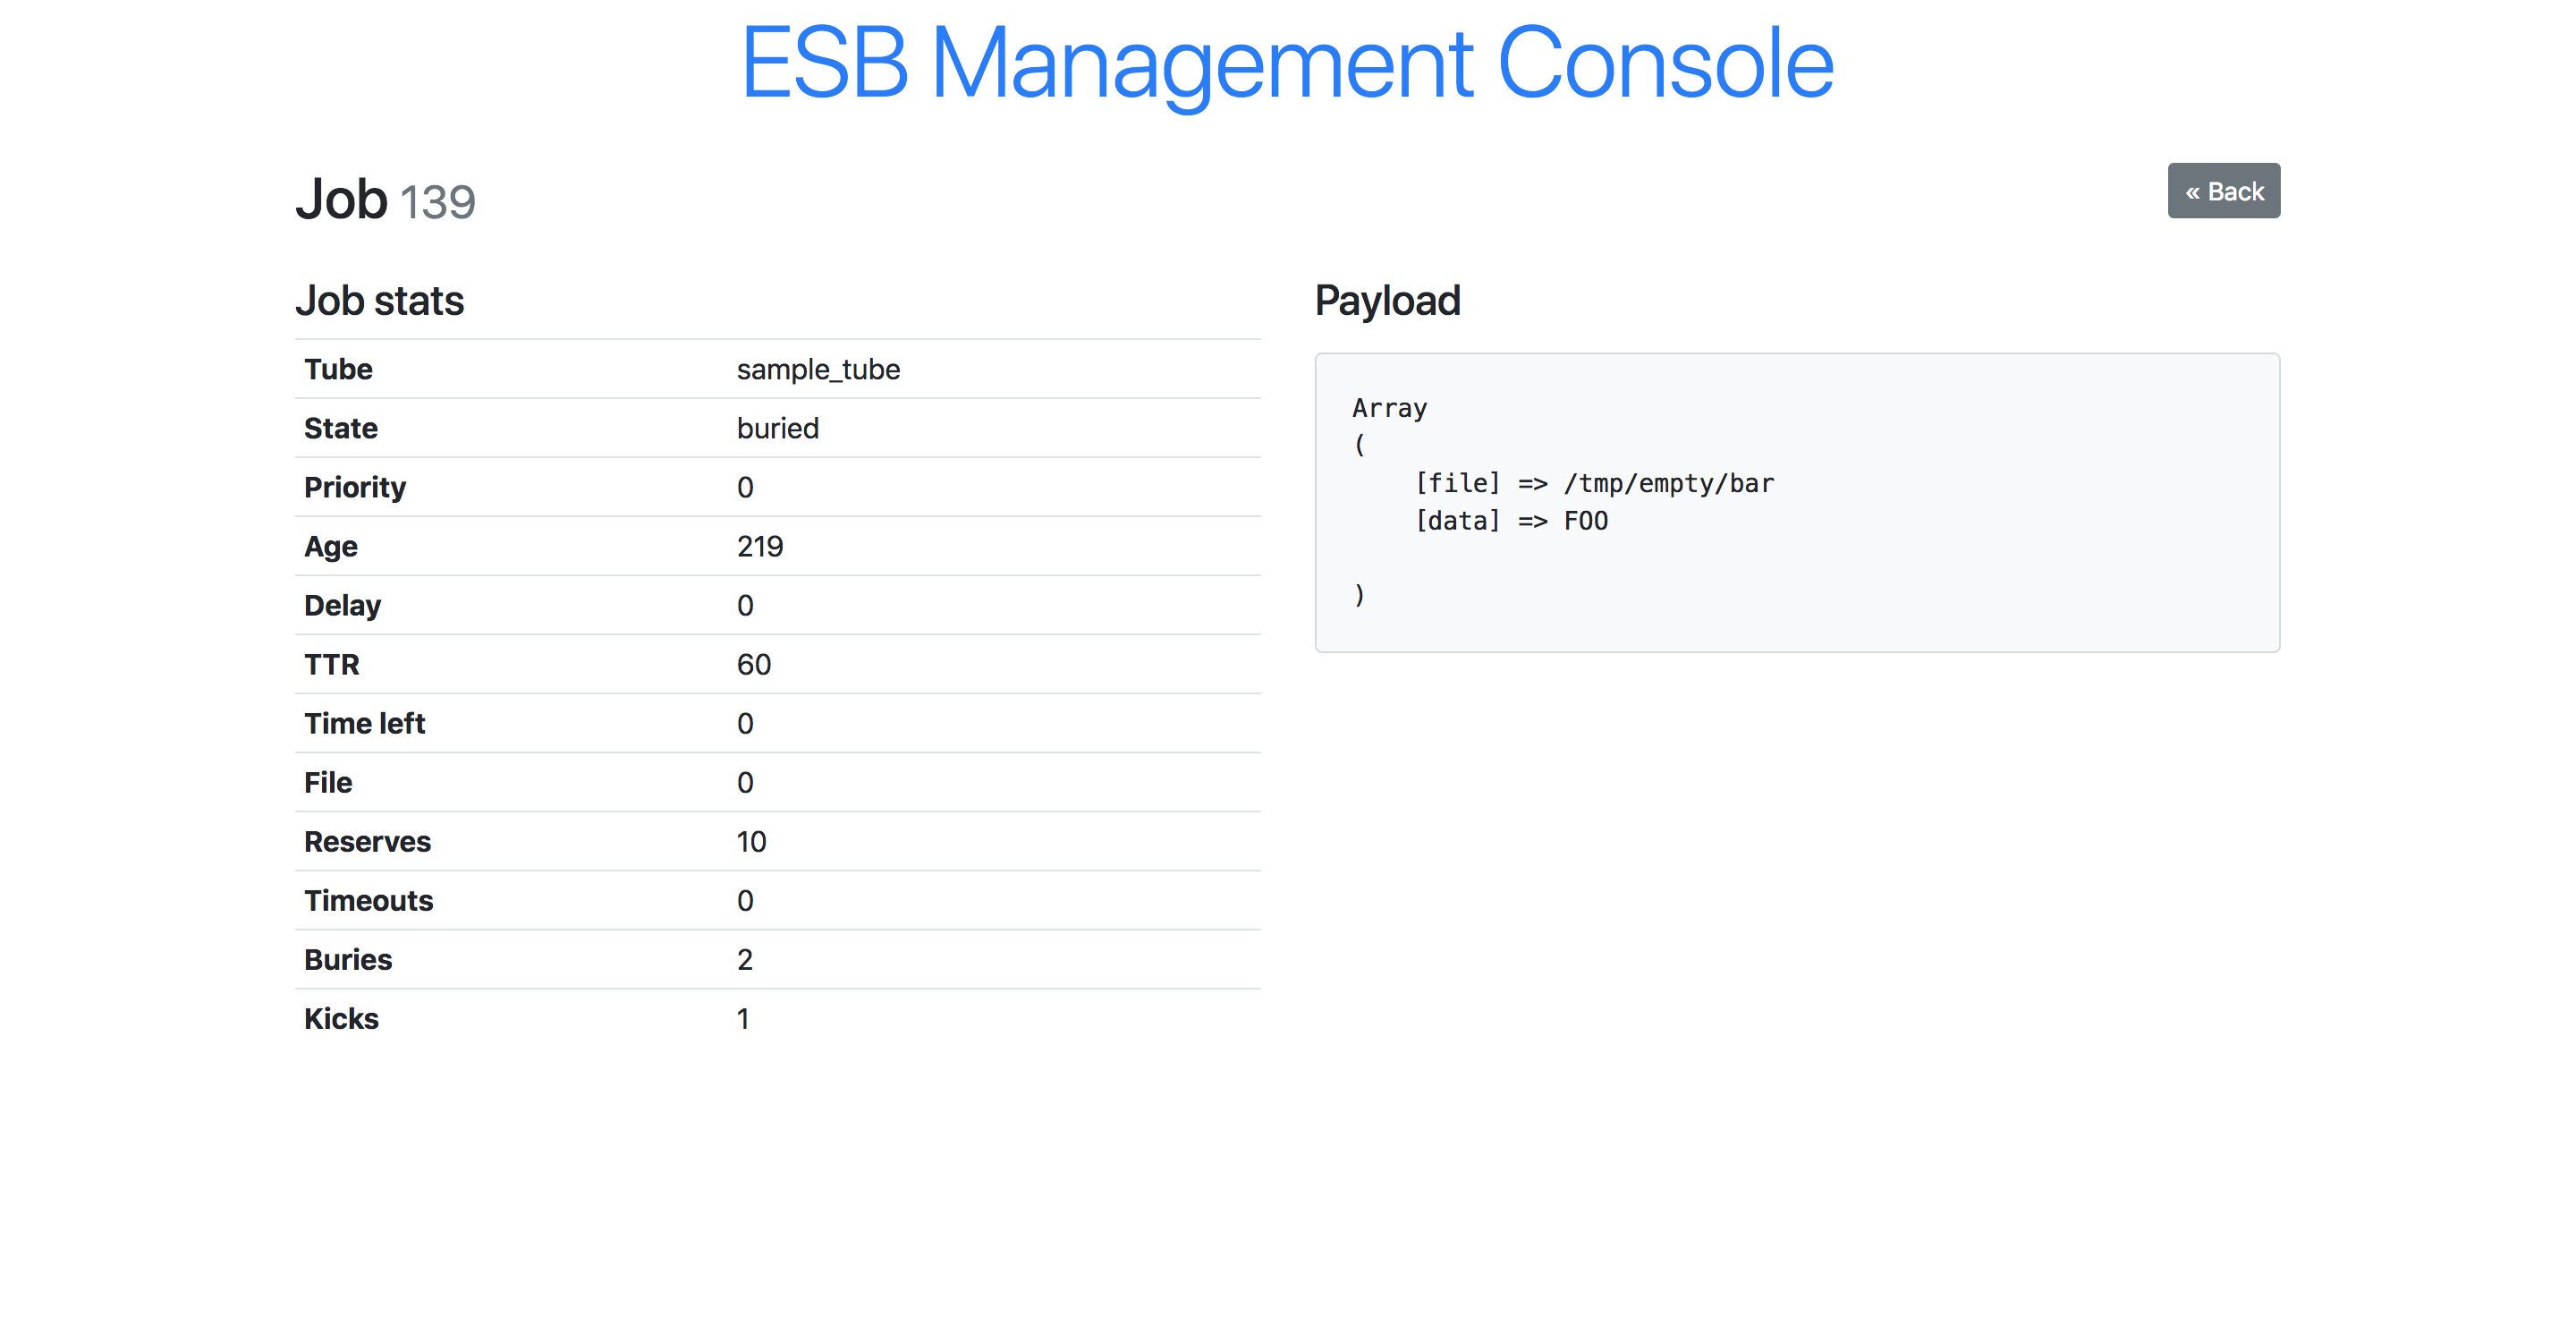 ESB Management Console
Job 139
« Back
Job stats
Tube sample_tube
State buried
Priority 0
Age 219
Delay 0
TTR 60
Time left 0
File 0
Reserves 10
Timeouts 0
Buries 2
Kicks 1
Payload
Array
(
    [file] => /tmp/empty/bar
    [data] => FOO
)